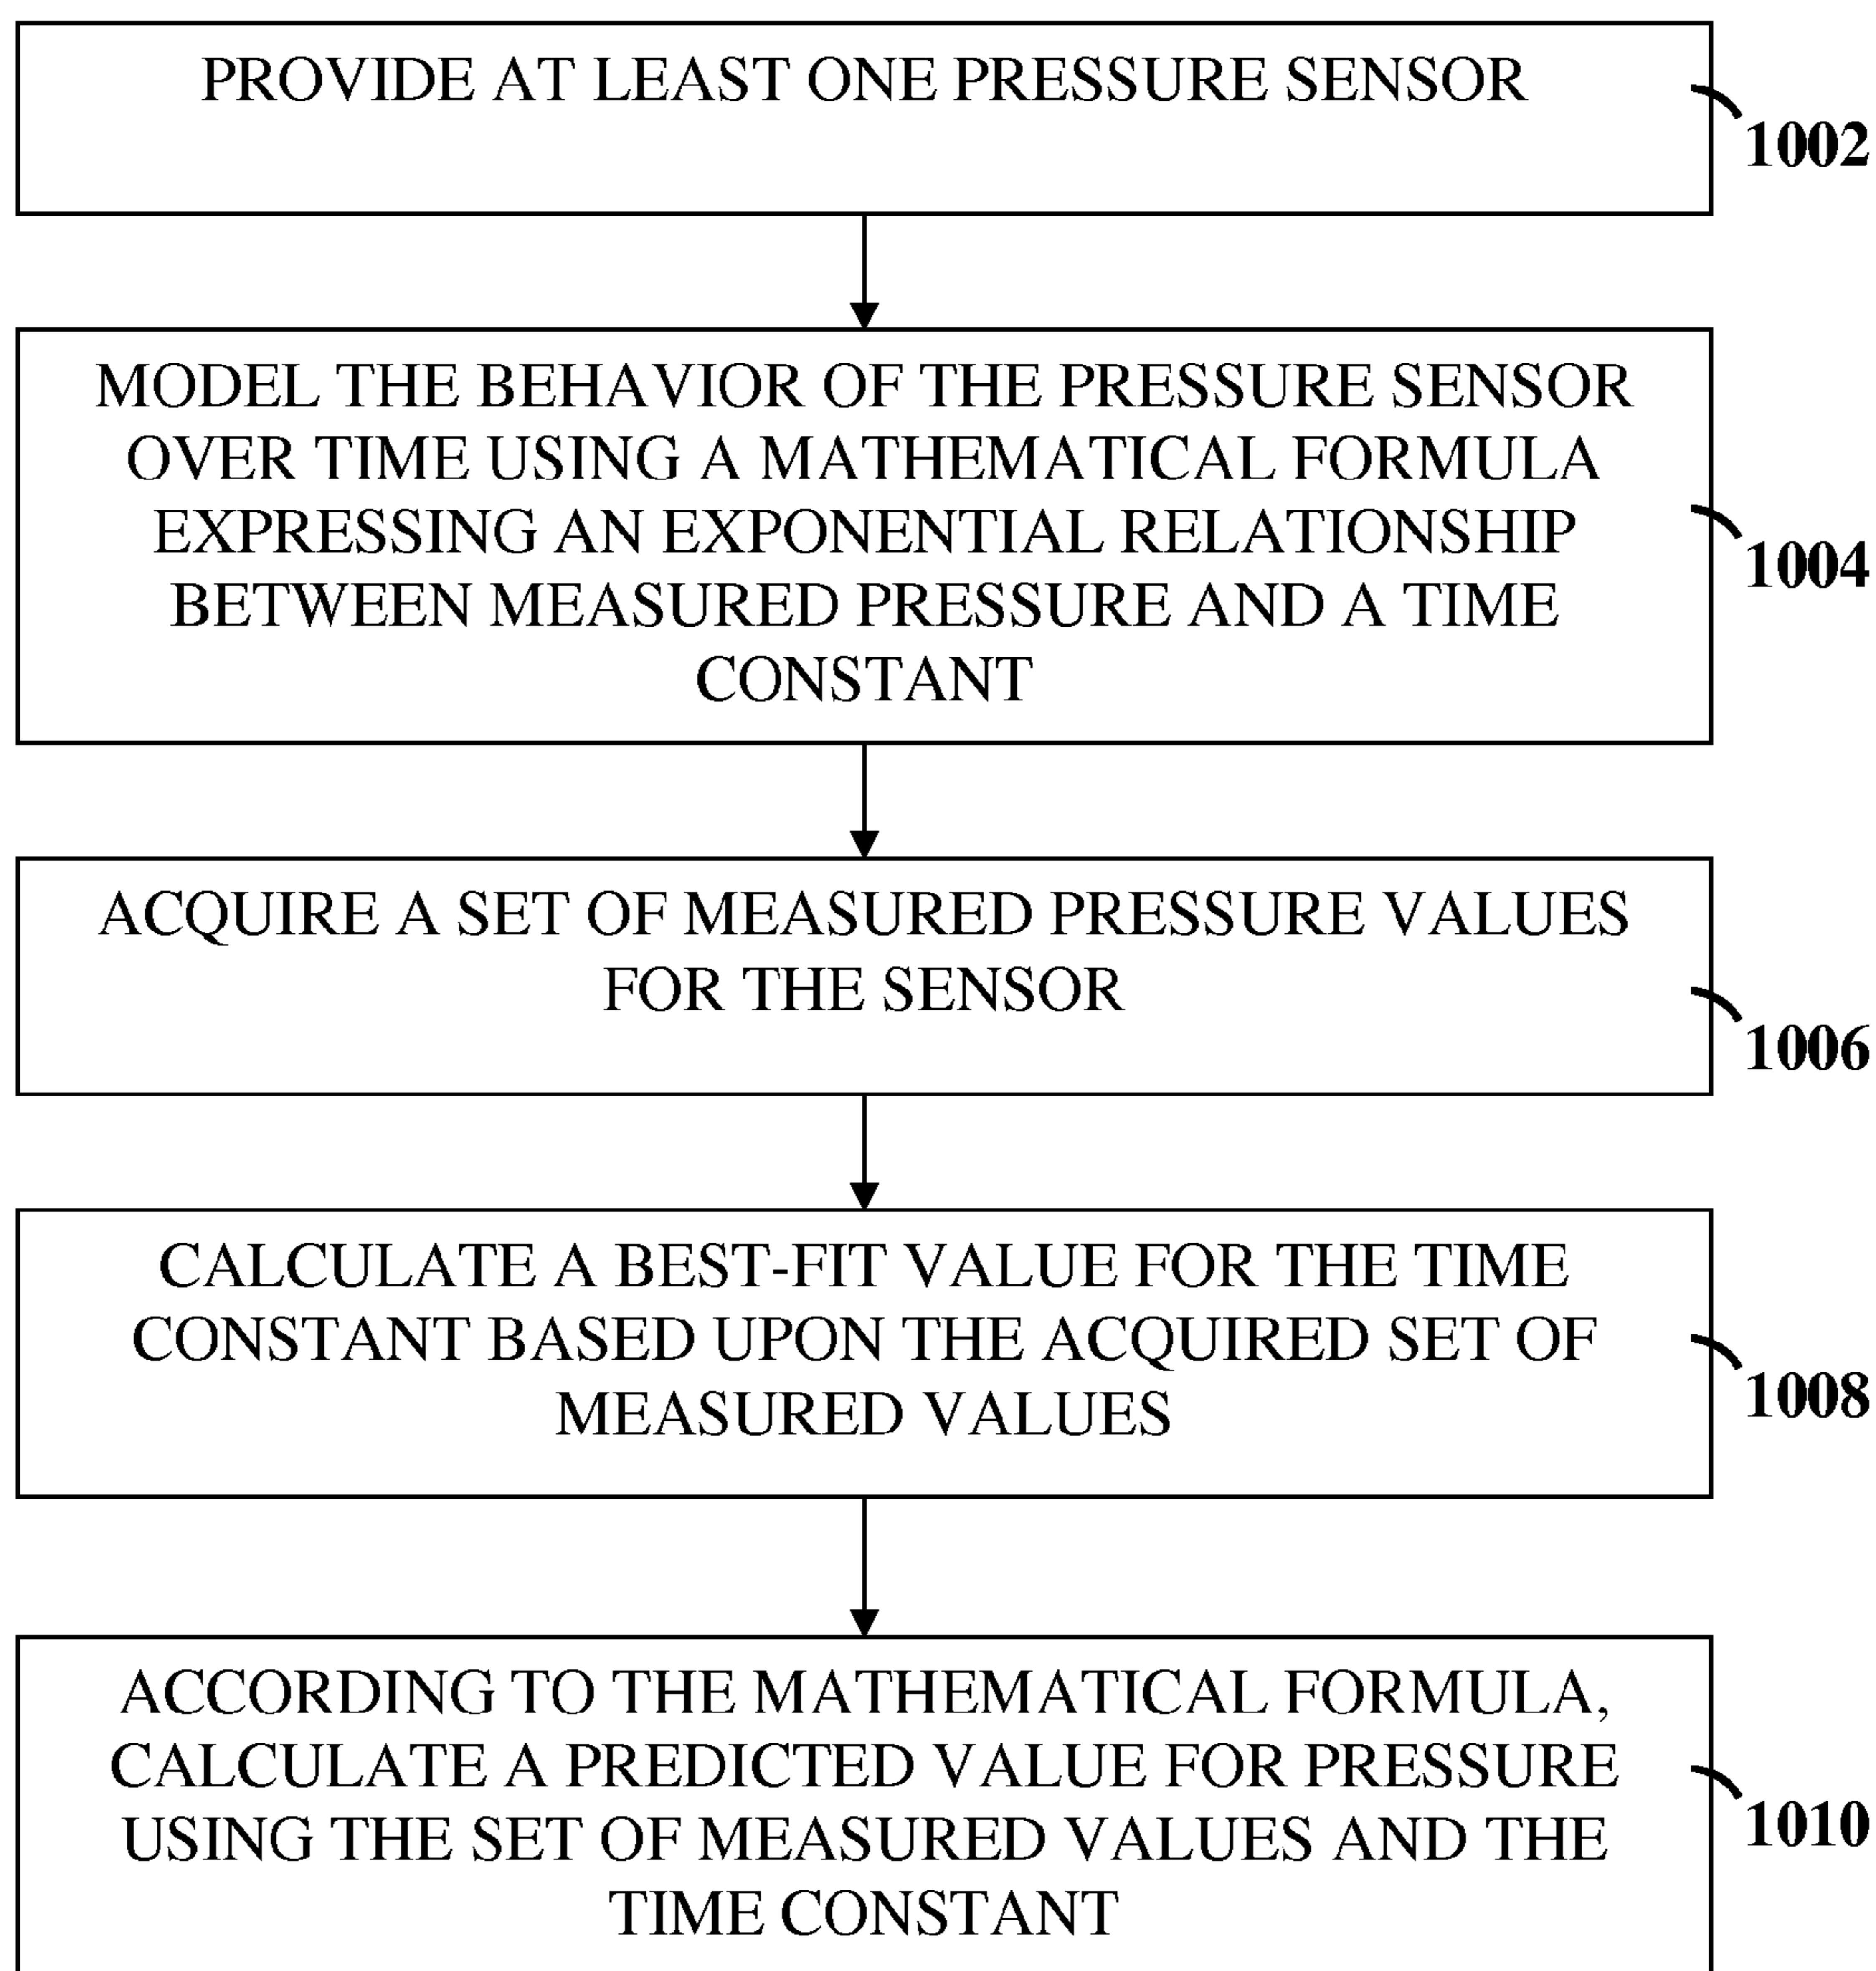 PROVIDE AT LEAST ONE PRESSURE SENSOR
1002
MODEL THE BEHAVIOR OF THE PRESSURE SENSOR
OVER TIME USING A MATHEMATICAL FORMULA
EXPRESSING AN EXPONENTIAL RELATIONSHIP
BETWEEN MEASURED PRESSURE AND A TIME
CONSTANT
1004
ACQUIRE A SET OF MEASURED PRESSURE VALUES
FOR THE SENSOR
1006
CALCULATE A BEST-FIT VALUE FOR THE TIME
CONSTANT BASED UPON THE ACQUIRED SET OF
MEASURED VALUES
1008
ACCORDING TO THE MATHEMATICAL FORMULA,
CALCULATE A PREDICTED VALUE FOR PRESSURE
USING THE SET OF MEASURED VALUES AND THE
TIME CONSTANT
1010